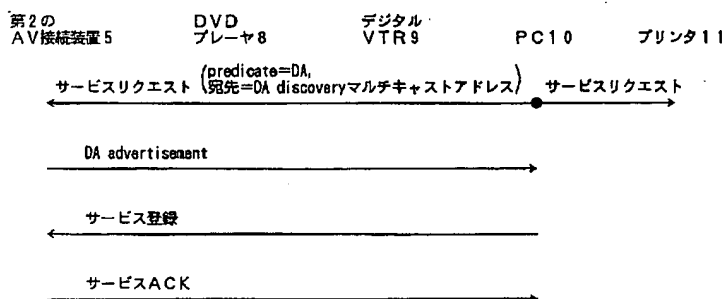 第2の DVD デジタル
AV接続装置5 プレーヤ8 VTR9 PC10 プリンタ11
サービスリクエスト (predicate=DA, 宛先=DA discoveryマルチキャストアドレス) サービスリクエスト
DA advertisement
サービス登録
サービスACK